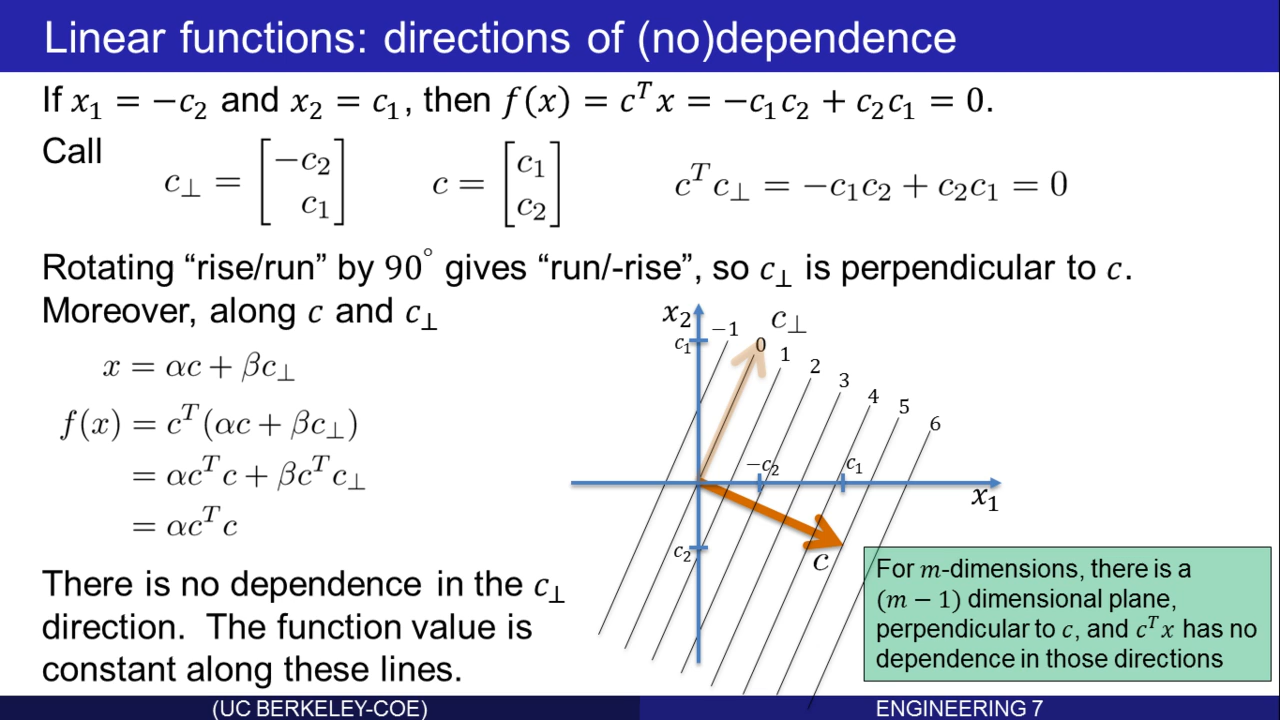 Linear functions: directions of (no)dependence
If x₁ = −c₂ and x₂ = c₁, then f(x) = cᵀx = −c₁c₂ + c₂c₁ = 0.
Call
c⊥ = [−c₂ c₁] c = [c₁ c₂] cᵀc⊥ = −c₁c₂ + c₂c₁ = 0
Rotating “rise/run” by 90° gives “run/-rise”, so c⊥ is perpendicular to c.
Moreover, along c and c⊥
x = αc + βc⊥
f(x) = cᵀ(αc + βc⊥)
= αcᵀc + βcᵀc⊥
= αcᵀc
There is no dependence in the c⊥
direction. The function value is
constant along these lines.
x₂
c₁
−1
c⊥
0
1
2
3
4
5
6
−c₂
c₁
x₁
c₂
c
For m-dimensions, there is a
(m − 1) dimensional plane,
perpendicular to c, and cᵀx has no
dependence in those directions
(UC BERKELEY-COE)
ENGINEERING 7